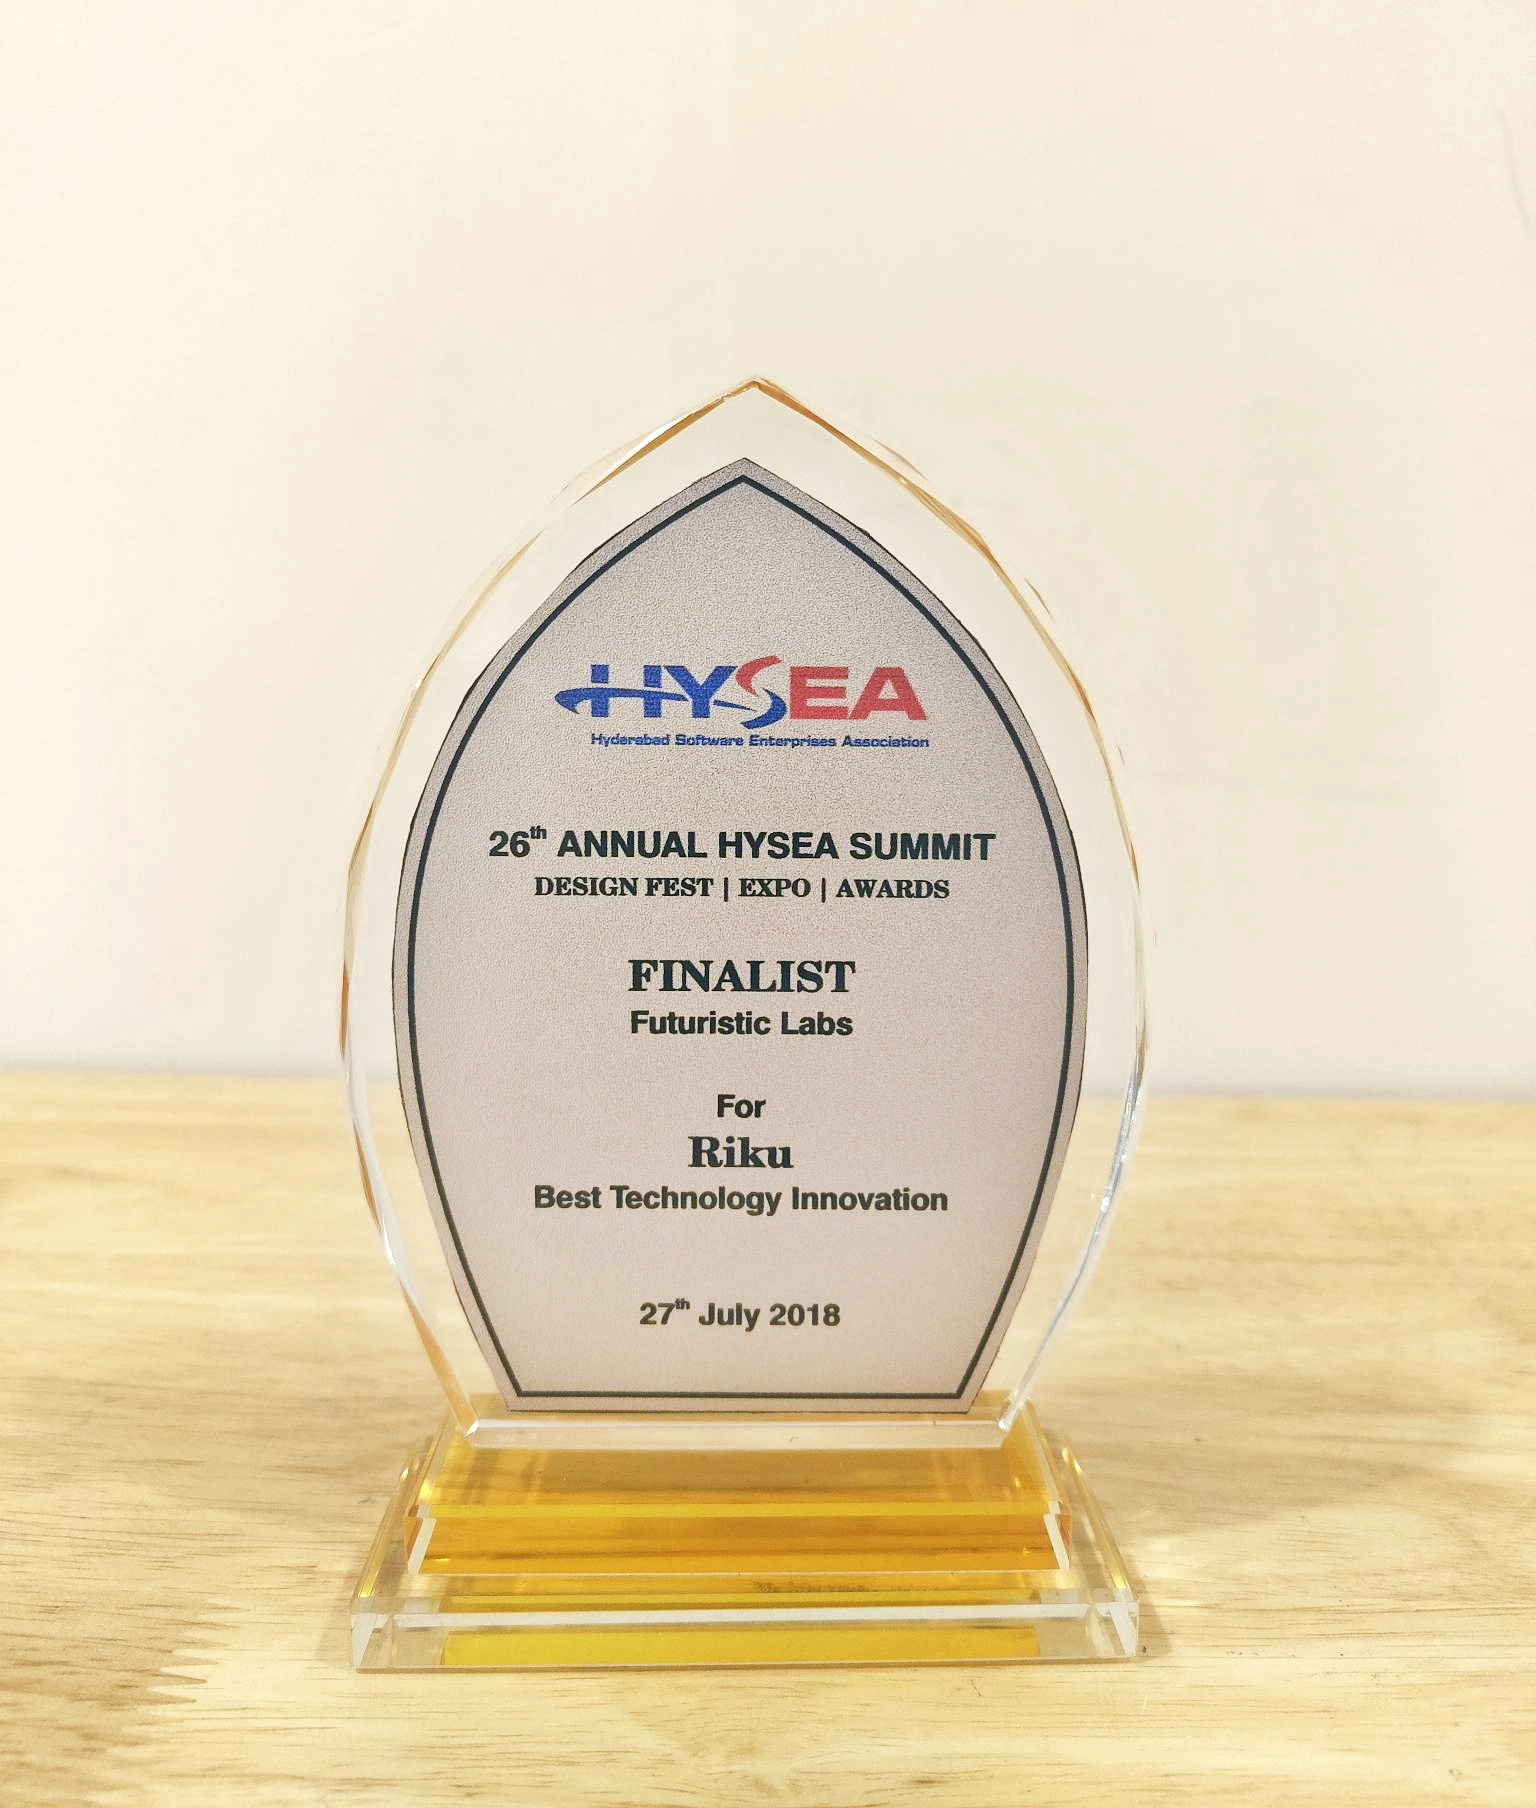 HYSEA
Hyderabad Software Enterprises Association
26th ANNUAL HYSEA SUMMIT
DESIGN FEST | EXPO | AWARDS
FINALIST
Futuristic Labs
For
Riku
Best Technology Innovation
27th July 2018